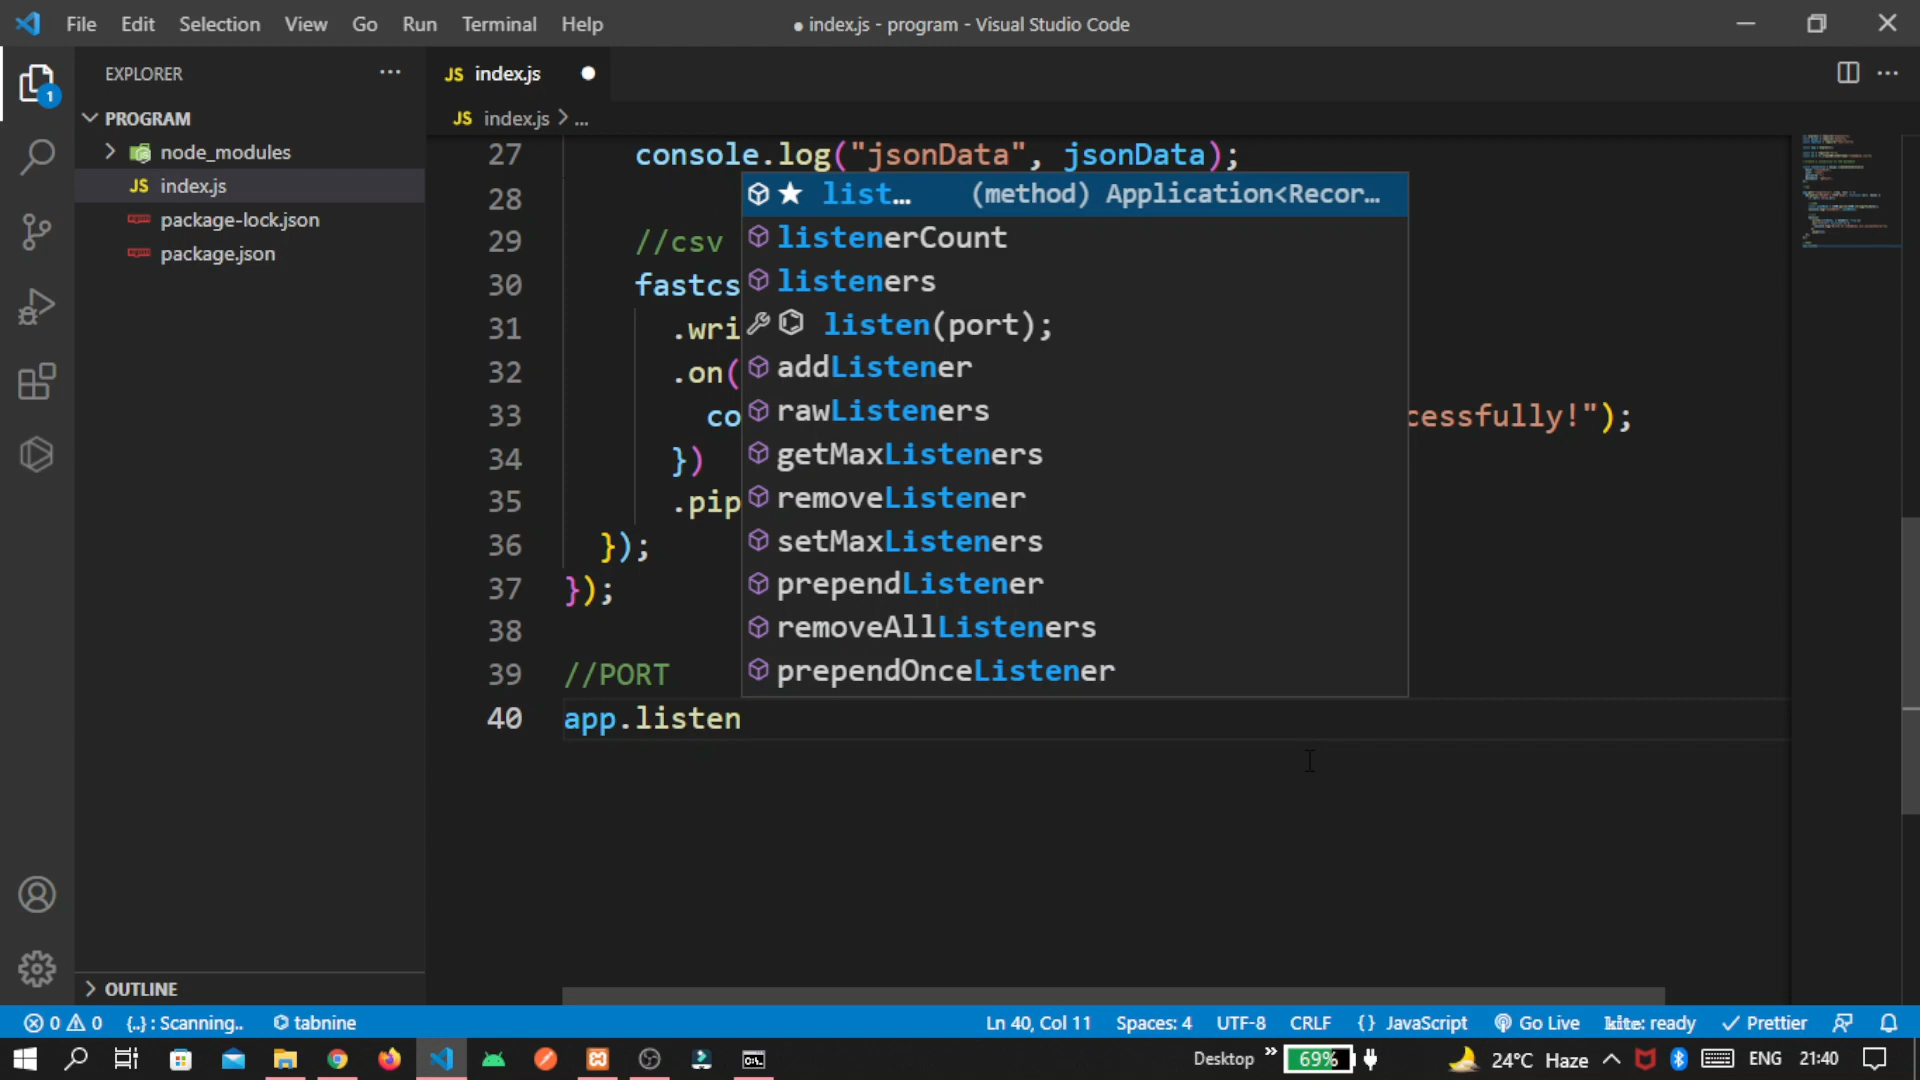 File Edit Selection View Go Run Terminal Help
● index.js - program - Visual Studio Code
EXPLORER
JS index.js
1
PROGRAM
JS index.js > ...
node_modules
JS index.js
package-lock.json
package.json
OUTLINE
27 console.log("jsonData", jsonData);
28
29 //csv
30 fastcs
31 .wri
32 .on(
33 co cessfully!");
34 })
35 .pip
36 });
37 });
38
39 //PORT
40 app.listen
list… (method) Application<Recor…
listenerCount
listeners
listen(port);
addListener
rawListeners
getMaxListeners
removeListener
setMaxListeners
prependListener
removeAllListeners
prependOnceListener
0 0 {..} : Scanning.. tabnine
Ln 40, Col 11 Spaces: 4 UTF-8 CRLF {} JavaScript Go Live kite: ready Prettier
Desktop » 69% 24°C Haze ENG 21:40